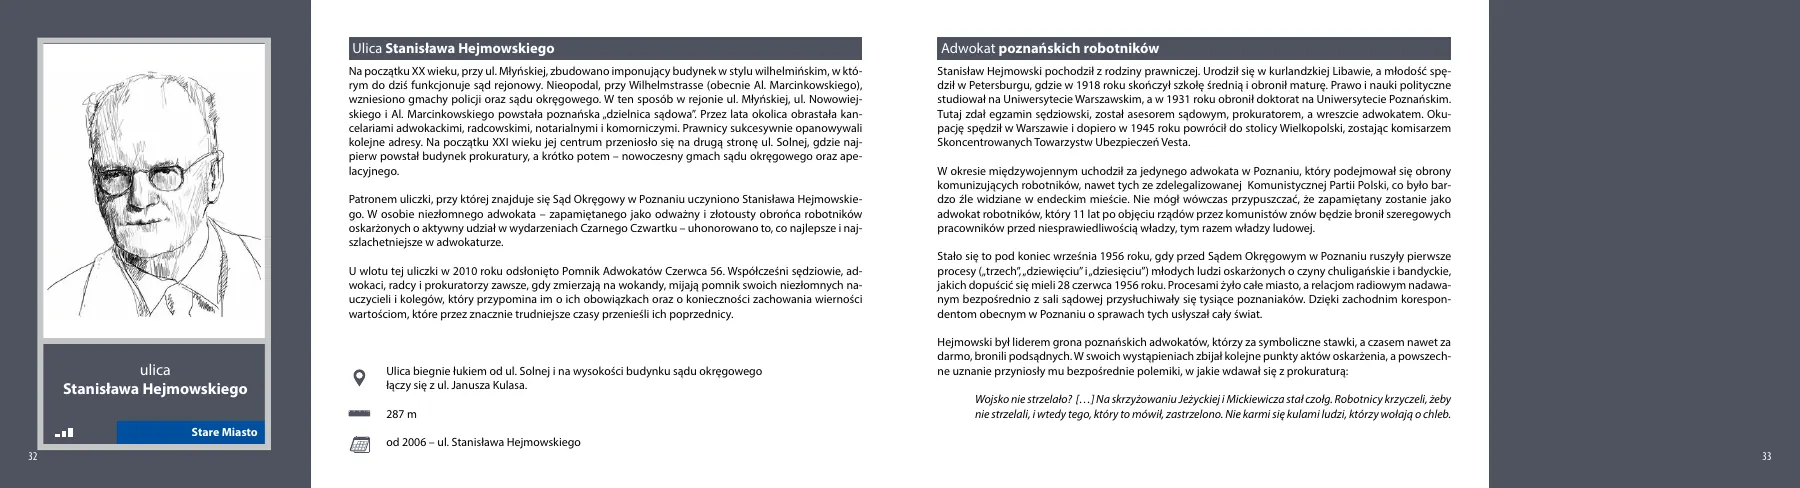 ulica
Stanisława Hejmowskiego
Stare Miasto
32
Ulica Stanisława Hejmowskiego
Na początku XX wieku, przy ul. Młyńskiej, zbudowano imponujący budynek w stylu wilhelmińskim, w któ-
rym do dziś funkcjonuje sąd rejonowy. Nieopodal, przy Wilhelmstrasse (obecnie Al. Marcinkowskiego),
wzniesiono gmachy policji oraz sądu okręgowego. W ten sposób w rejonie ul. Młyńskiej, ul. Nowowiej-
skiego i Al. Marcinkowskiego powstała poznańska „dzielnica sądowa”. Przez lata okolica obrastała kan-
celariami adwokackimi, radcowskimi, notarialnymi i komorniczymi. Prawnicy sukcesywnie opanowywali
kolejne adresy. Na początku XXI wieku jej centrum przeniosło się na drugą stronę ul. Solnej, gdzie naj-
pierw powstał budynek prokuratury, a krótko potem – nowoczesny gmach sądu okręgowego oraz ape-
lacyjnego.
Patronem uliczki, przy której znajduje się Sąd Okręgowy w Poznaniu uczyniono Stanisława Hejmowskie-
go. W osobie niezłomnego adwokata – zapamiętanego jako odważny i złotousty obrońca robotników
oskarżonych o aktywny udział w wydarzeniach Czarnego Czwartku – uhonorowano to, co najlepsze i naj-
szlachetniejsze w adwokaturze.
U wlotu tej uliczki w 2010 roku odsłonięto Pomnik Adwokatów Czerwca 56. Współcześni sędziowie, ad-
wokaci, radcy i prokuratorzy zawsze, gdy zmierzają na wokandy, mijają pomnik swoich niezłomnych na-
uczycieli i kolegów, który przypomina im o ich obowiązkach oraz o konieczności zachowania wierności
wartościom, które przez znacznie trudniejsze czasy przenieśli ich poprzednicy.
Ulica biegnie łukiem od ul. Solnej i na wysokości budynku sądu okręgowego
łączy się z ul. Janusza Kulasa.
287 m
od 2006 – ul. Stanisława Hejmowskiego
Adwokat poznańskich robotników
Stanisław Hejmowski pochodził z rodziny prawniczej. Urodził się w kurlandzkiej Libawie, a młodość spę-
dził w Petersburgu, gdzie w 1918 roku skończył szkołę średnią i obronił maturę. Prawo i nauki polityczne
studiował na Uniwersytecie Warszawskim, a w 1931 roku obronił doktorat na Uniwersytecie Poznańskim.
Tutaj zdał egzamin sędziowski, został asesorem sądowym, prokuratorem, a wreszcie adwokatem. Oku-
pację spędził w Warszawie i dopiero w 1945 roku powrócił do stolicy Wielkopolski, zostając komisarzem
Skoncentrowanych Towarzystw Ubezpieczeń Vesta.
W okresie międzywojennym uchodził za jedynego adwokata w Poznaniu, który podejmował się obrony
komunizujących robotników, nawet tych ze zdelegalizowanej Komunistycznej Partii Polski, co było bar-
dzo źle widziane w endeckim mieście. Nie mógł wówczas przypuszczać, że zapamiętany zostanie jako
adwokat robotników, który 11 lat po objęciu rządów przez komunistów znów będzie bronił szeregowych
pracowników przed niesprawiedliwością władzy, tym razem władzy ludowej.
Stało się to pod koniec września 1956 roku, gdy przed Sądem Okręgowym w Poznaniu ruszyły pierwsze
procesy („trzech”, „dziewięciu” i „dziesięciu”) młodych ludzi oskarżonych o czyny chuligańskie i bandyckie,
jakich dopuścić się mieli 28 czerwca 1956 roku. Procesami żyło całe miasto, a relacjom radiowym nadawa-
nym bezpośrednio z sali sądowej przysłuchiwały się tysiące poznaniaków. Dzięki zachodnim korespon-
dentom obecnym w Poznaniu o sprawach tych usłyszał cały świat.
Hejmowski był liderem grona poznańskich adwokatów, którzy za symboliczne stawki, a czasem nawet za
darmo, bronili podsądnych. W swoich wystąpieniach zbijał kolejne punkty aktów oskarżenia, a powszech-
ne uznanie przyniosły mu bezpośrednie polemiki, w jakie wdawał się z prokuraturą:
Wojsko nie strzelało? […] Na skrzyżowaniu Jeżyckiej i Mickiewicza stał czołg. Robotnicy krzyczeli, żeby
nie strzelali, i wtedy tego, który to mówił, zastrzelono. Nie karmi się kulami ludzi, którzy wołają o chleb.
33